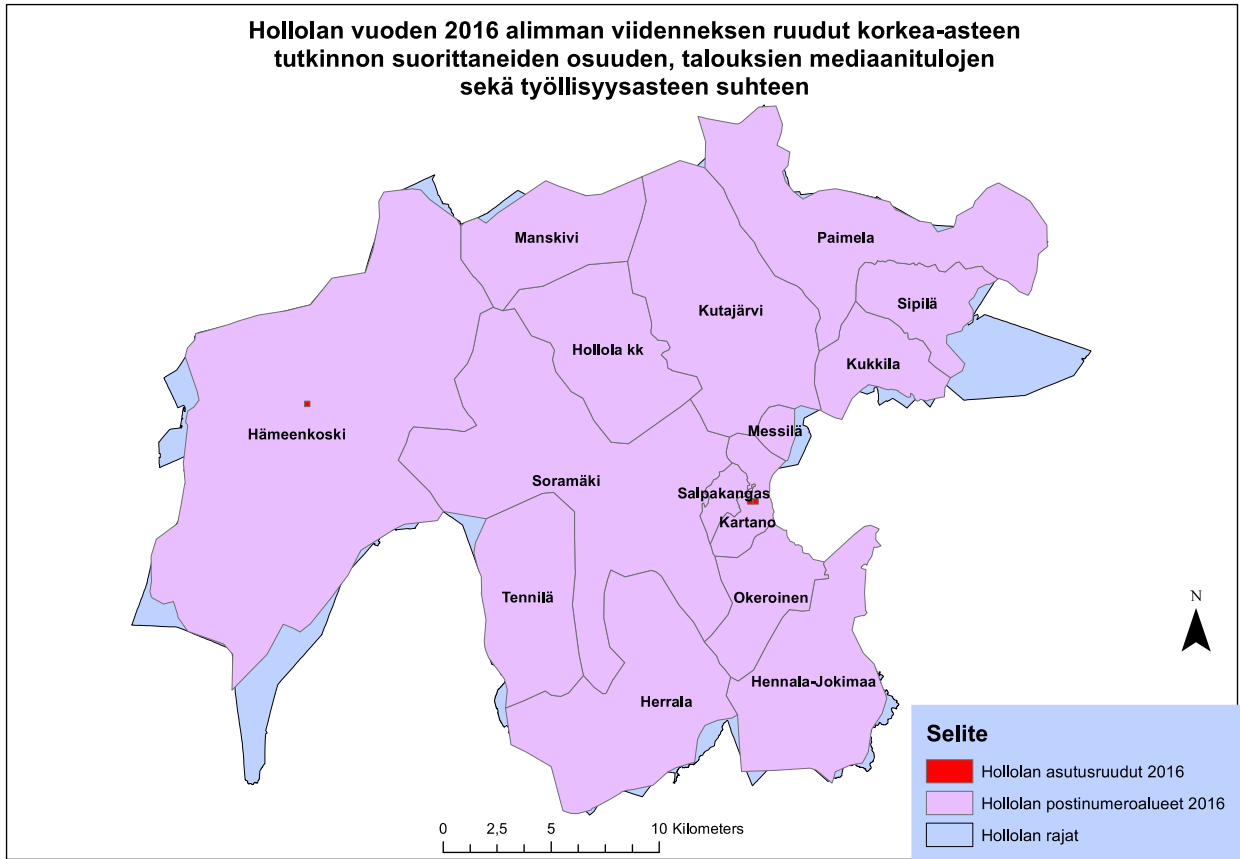 Hollolan vuoden 2016 alimman viidenneksen ruudut korkea-asteen
tutkinnon suorittaneiden osuuden, talouksien mediaanitulojen
sekä työllisyysasteen suhteen
Manskivi
Paimela
Sipilä
Kutajärvi
Hollola kk
Kukkila
Hämeenkoski
Messilä
Soramäki
Salpakangas
Kartano
Tennilä
Okeroinen
Hennala-Jokimaa
Herrala
N
Selite
Hollolan asutusruudut 2016
Hollolan postinumeroalueet 2016
Hollolan rajat
0 2,5 5 10 Kilometers